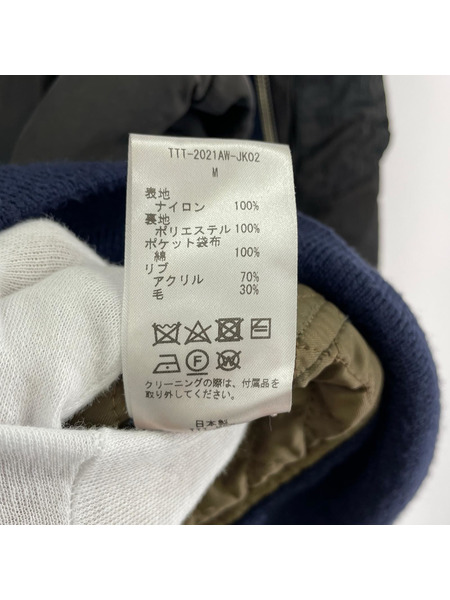 TTT-2021AW-JK02
M
表地
ナイロン 100%
裏地
ポリエステル 100%
ポケット袋布
綿 100%
リブ
アクリル 70%
毛 30%
クリーニングの際は、付属品を
取り外してください。
日本製